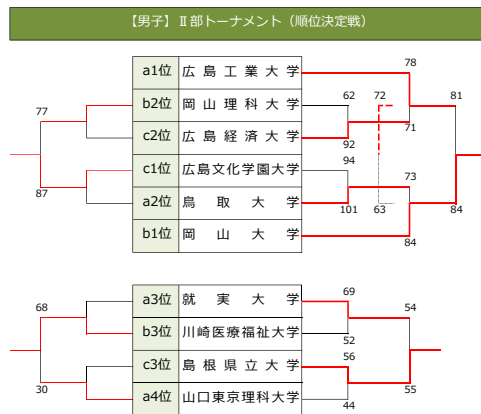 【男子】Ⅱ部トーナメント（順位決定戦）
a1位 広島工業大学 78
b2位 岡山理科大学 62 72 81
77
c2位 広島経済大学 92 71
c1位 広島文化学園大学 94 73
87
a2位 鳥取大学 101 63 84
b1位 岡山大学 84
a3位 就実大学 69 54
68
b3位 川崎医療福祉大学 52
c3位 島根県立大学 56
30 55
a4位 山口東京理科大学 44